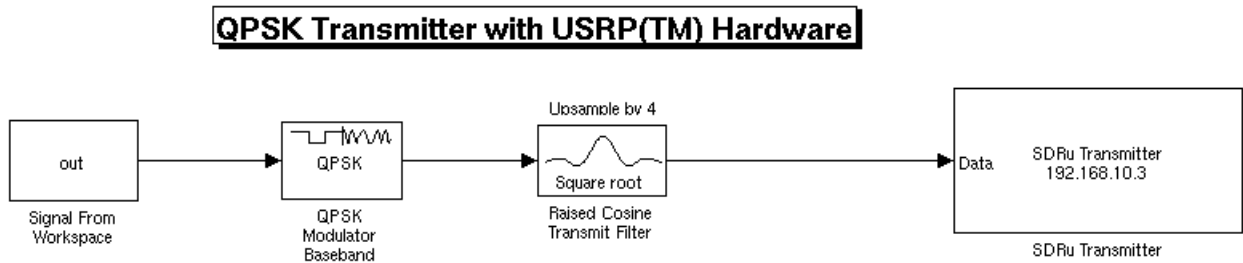 QPSK Transmitter with USRP(TM) Hardware
out
Signal From
Workspace
QPSK
QPSK
Modulator
Baseband
Upsample by 4
Square root
Raised Cosine
Transmit Filter
Data
SDRu Transmitter
192.168.10.3
SDRu Transmitter